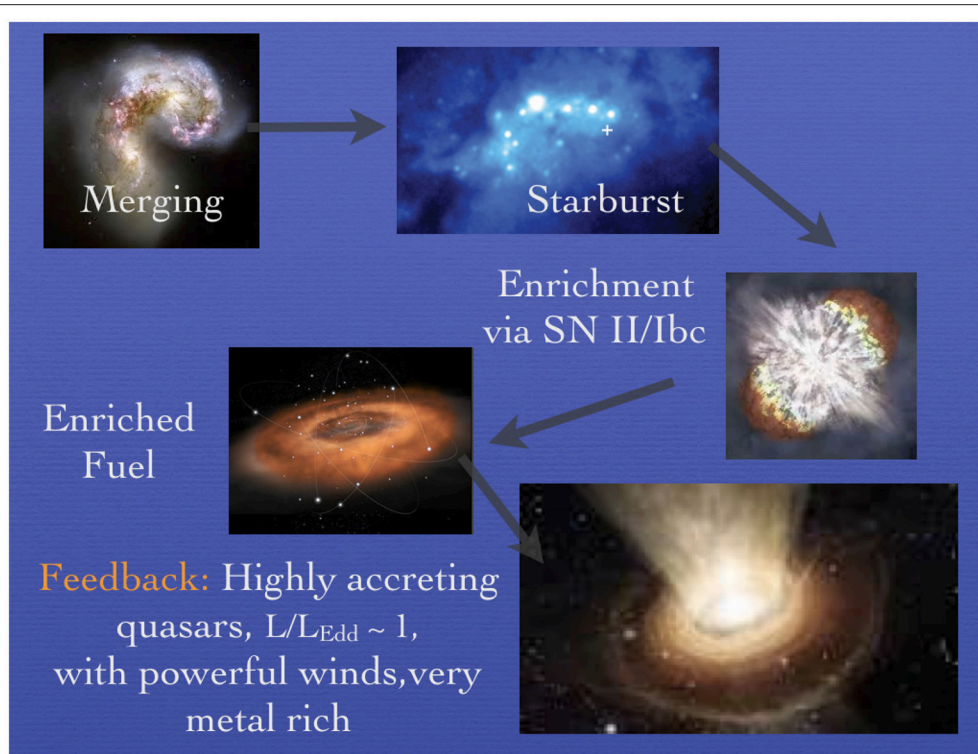 Merging
Starburst
Enrichment
via SN II/Ibc
Enriched
Fuel
Feedback: Highly accreting
quasars, L/L_Edd ~ 1,
with powerful winds,very
metal rich